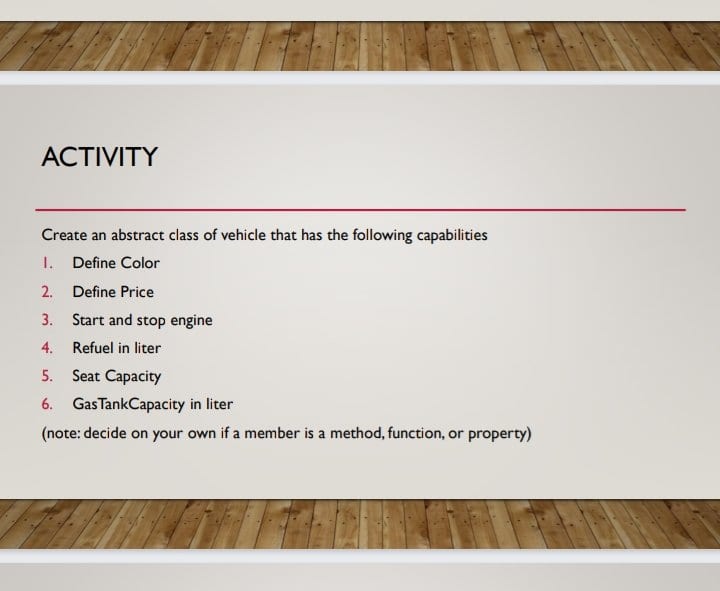 ACTIVITY
Create an abstract class of vehicle that has the following capabilities
1. Define Color
2. Define Price
3. Start and stop engine
4. Refuel in liter
5. Seat Capacity
6. GasTankCapacity in liter
(note: decide on your own if a member is a method, function, or property)